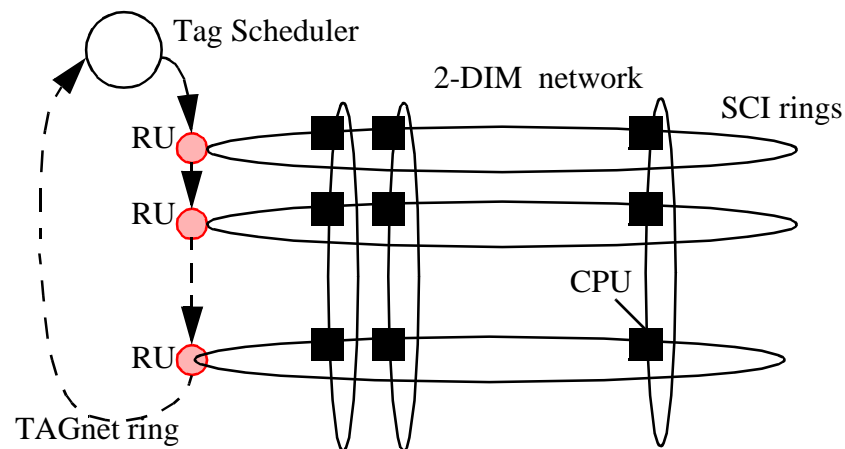 Tag Scheduler
2-DIM network
SCI rings
RU
RU
CPU
RU
TAGnet ring